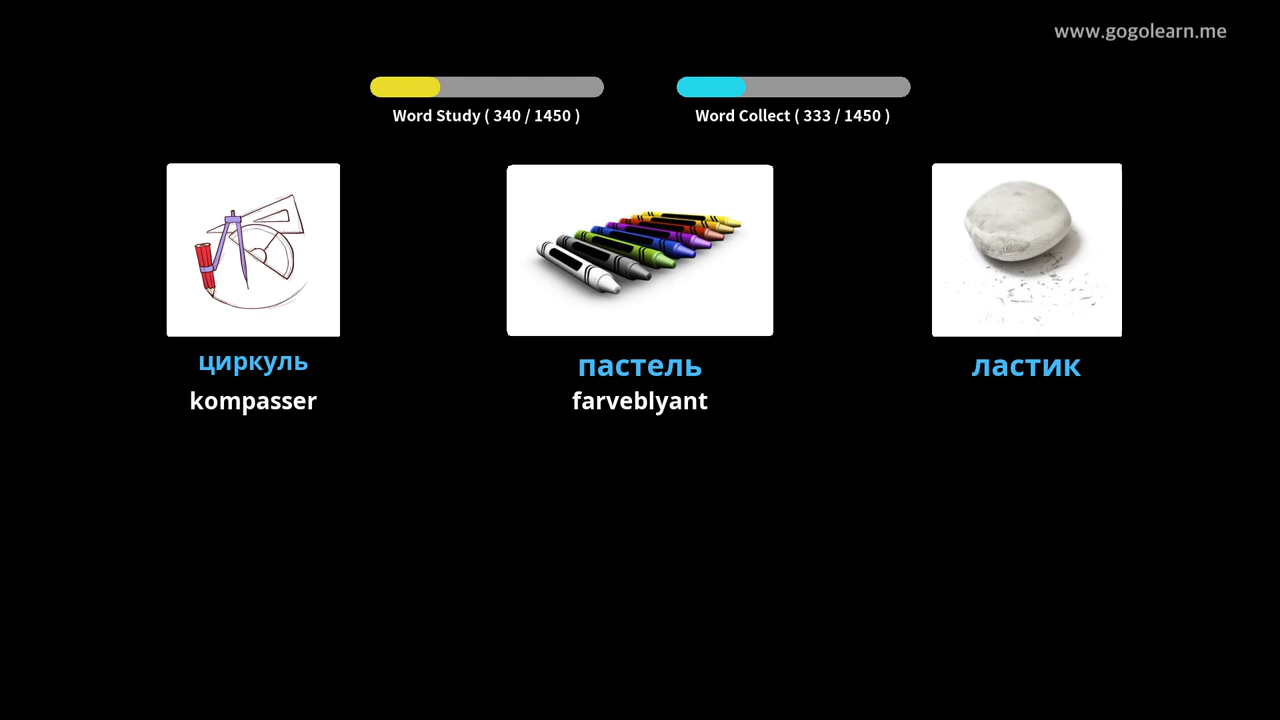 www.gogolearn.me
Word Study ( 340 / 1450 )
Word Collect ( 333 / 1450 )
циркуль
пастель
ластик
kompasser
farveblyant